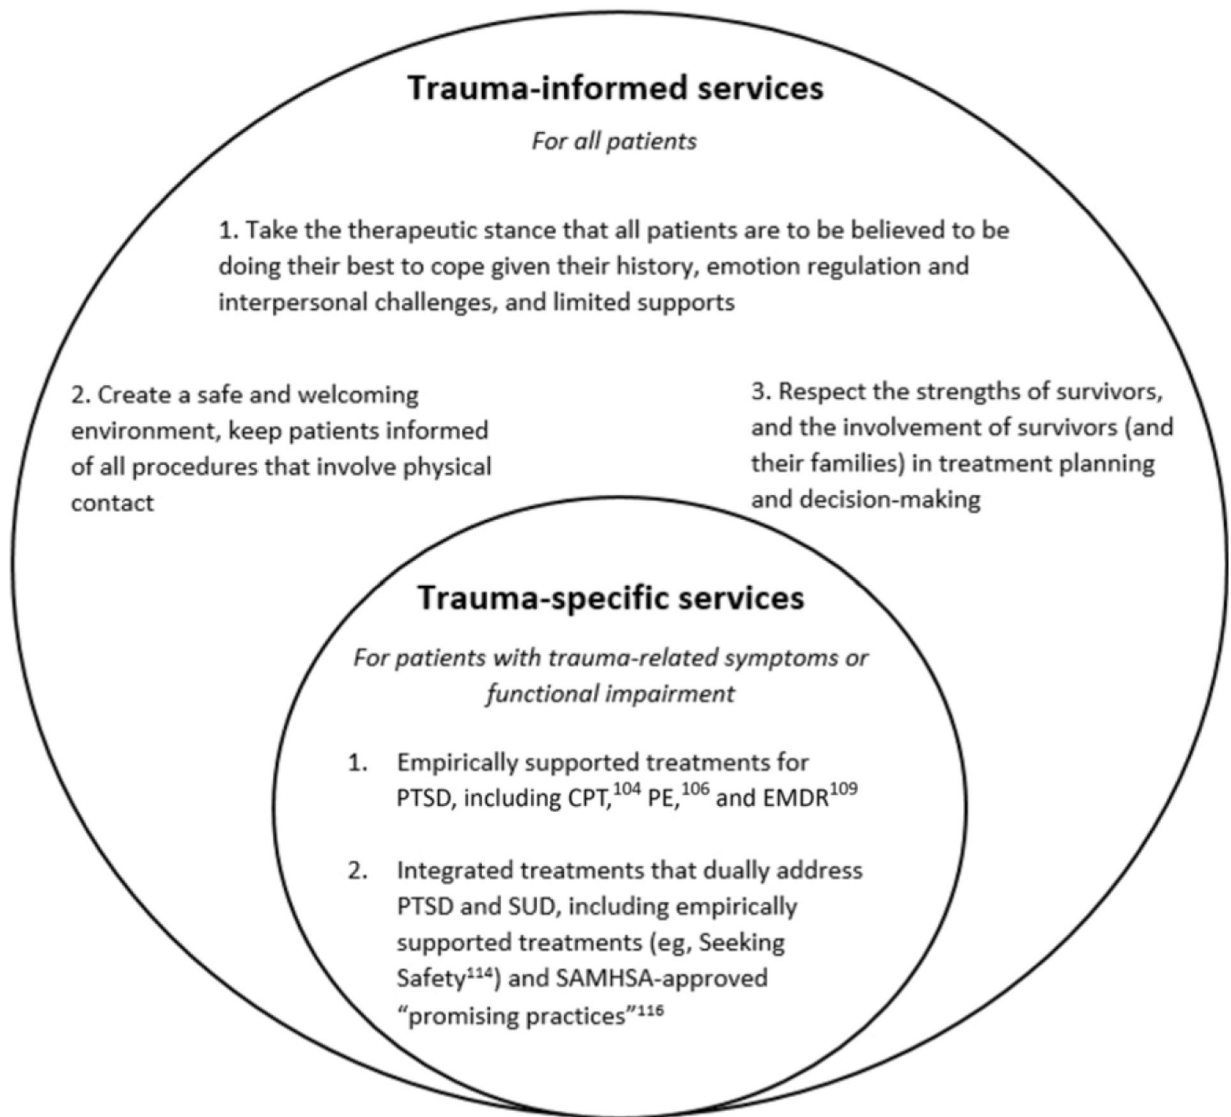 Trauma-informed services
For all patients
1. Take the therapeutic stance that all patients are to be believed to be
doing their best to cope given their history, emotion regulation and
interpersonal challenges, and limited supports
2. Create a safe and welcoming
environment, keep patients informed
of all procedures that involve physical
contact
3. Respect the strengths of survivors,
and the involvement of survivors (and
their families) in treatment planning
and decision-making
Trauma-specific services
For patients with trauma-related symptoms or
functional impairment
1. Empirically supported treatments for
PTSD, including CPT,¹⁰⁴ PE,¹⁰⁶ and EMDR¹⁰⁹
2. Integrated treatments that dually address
PTSD and SUD, including empirically
supported treatments (eg, Seeking
Safety¹¹⁴) and SAMHSA-approved
“promising practices”¹¹⁶